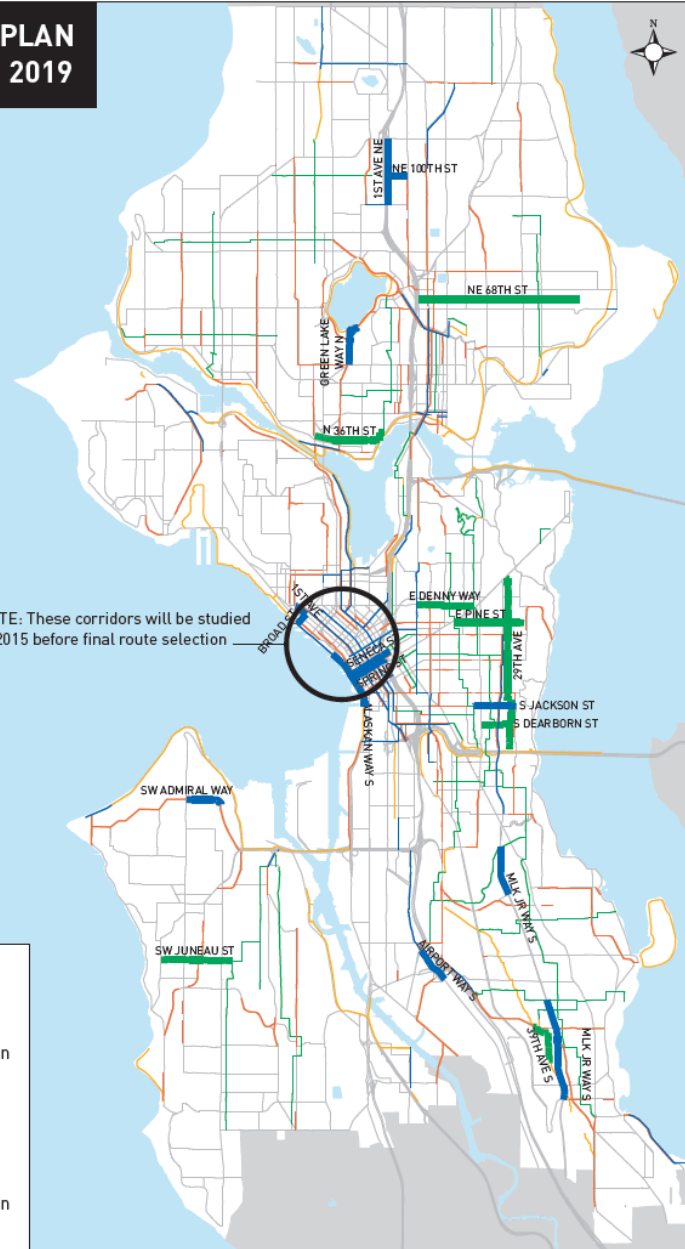 PLAN
2019
N
1ST AVE NE
NE 100TH ST
NE 68TH ST
GREEN LAKE
WAY N
N 36TH ST
TE: These corridors will be studied
2015 before final route selection
1ST AVE
BROAD ST
SENECA ST
SPRING ST
ALASKAN WAY S
E DENNY WAY
E PINE ST
29TH AVE
S JACKSON ST
S DEARBORN ST
SW ADMIRAL WAY
MLK JR WAY S
SW JUNEAU ST
AIRPORT WAY S
39TH AVE S
MLK JR WAY S
n
n